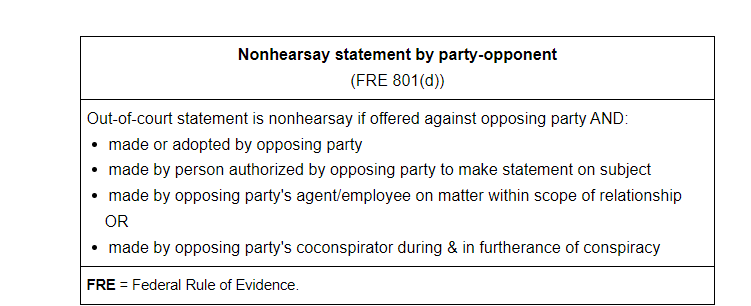 Nonhearsay statement by party-opponent
(FRE 801(d))
Out-of-court statement is nonhearsay if offered against opposing party AND:
• made or adopted by opposing party
• made by person authorized by opposing party to make statement on subject
• made by opposing party's agent/employee on matter within scope of relationship
OR
• made by opposing party's coconspirator during & in furtherance of conspiracy
FRE = Federal Rule of Evidence.